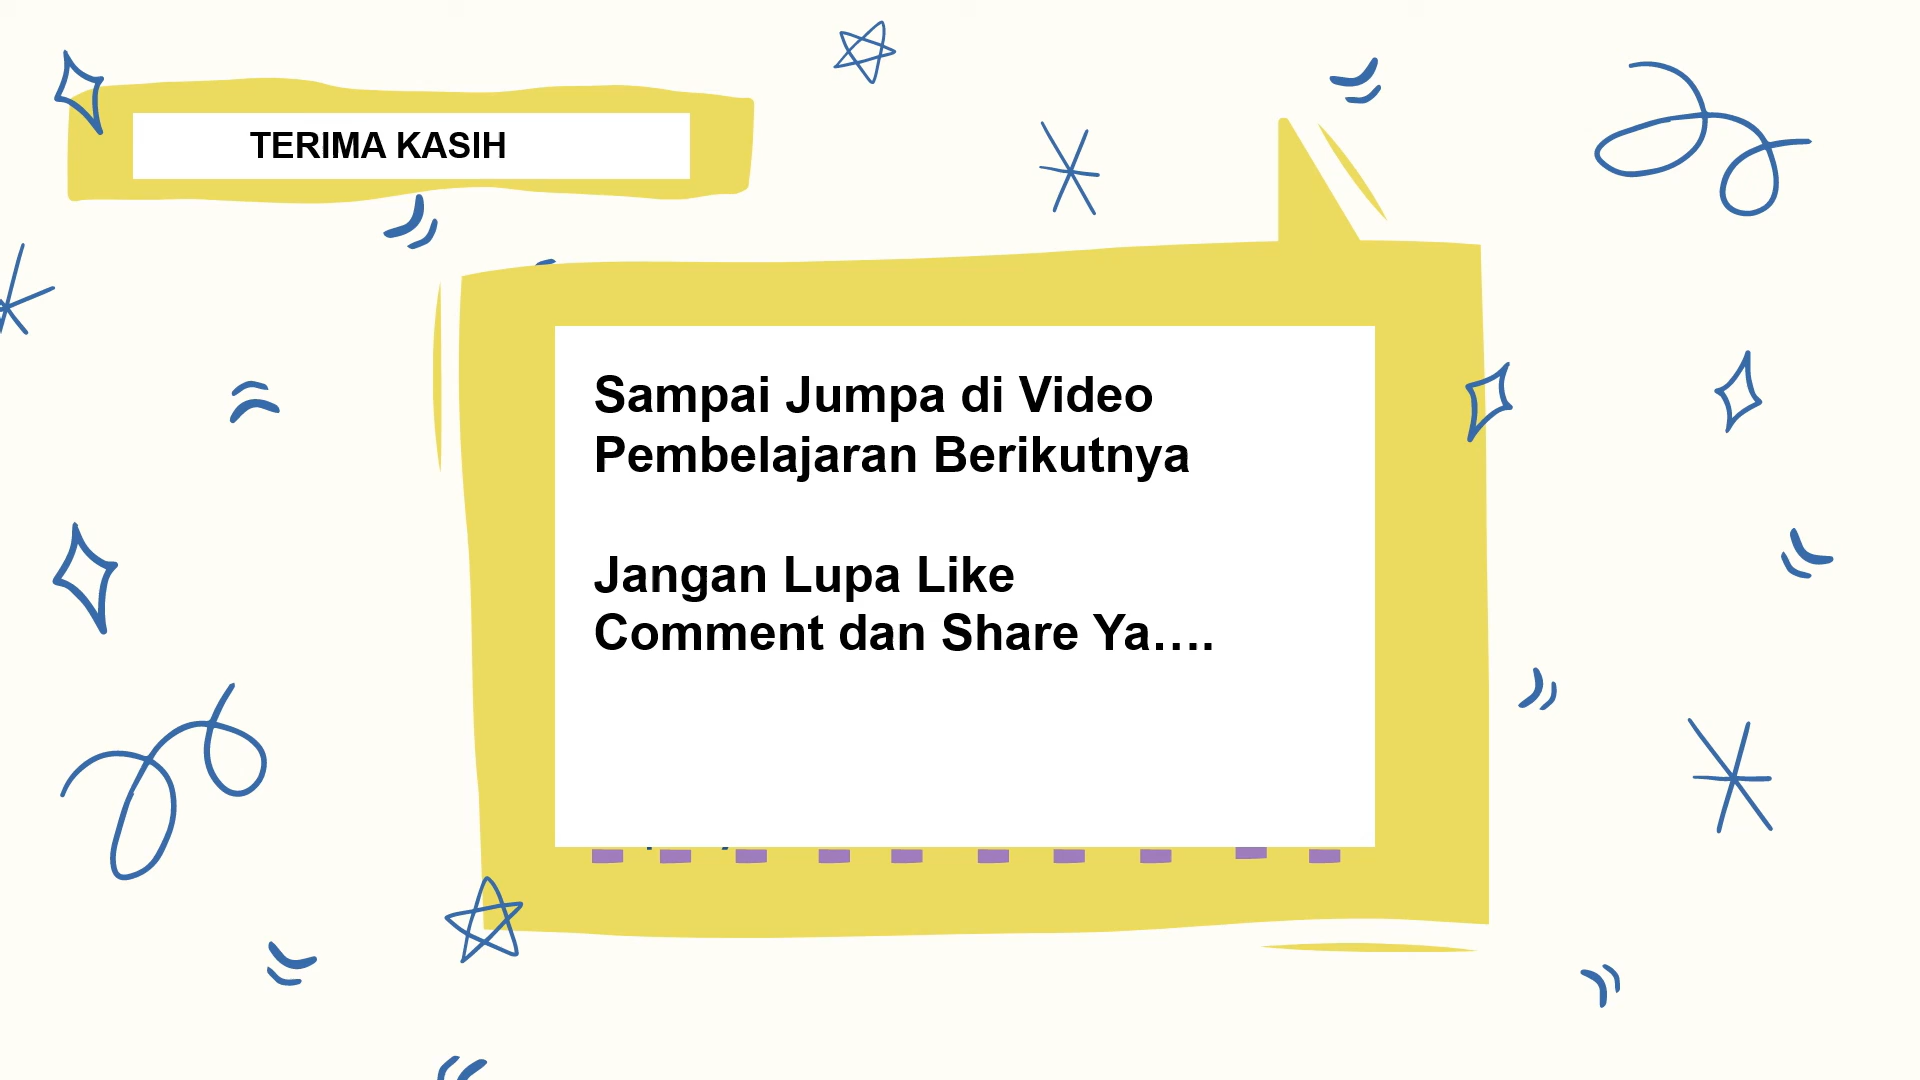 TERIMA KASIH
Sampai Jumpa di Video
Pembelajaran Berikutnya
Jangan Lupa Like
Comment dan Share Ya....